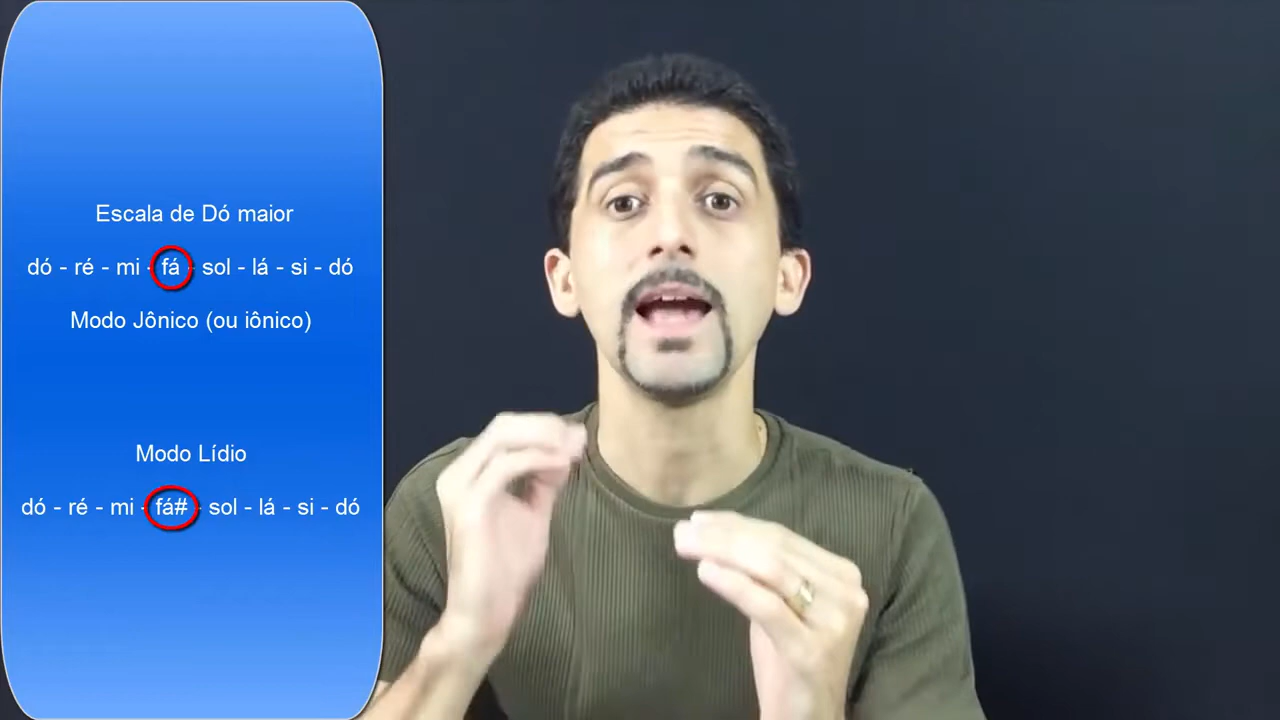 Escala de Dó maior
dó - ré - mi - fá - sol - lá - si - dó
Modo Jônico (ou iônico)
Modo Lídio
dó - ré - mi - fá# - sol - lá - si - dó